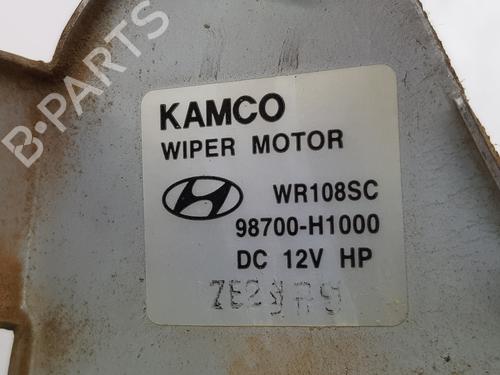 B-PARTS
KAMCO
WIPER MOTOR
WR108SC
98700-H1000
DC 12V HP